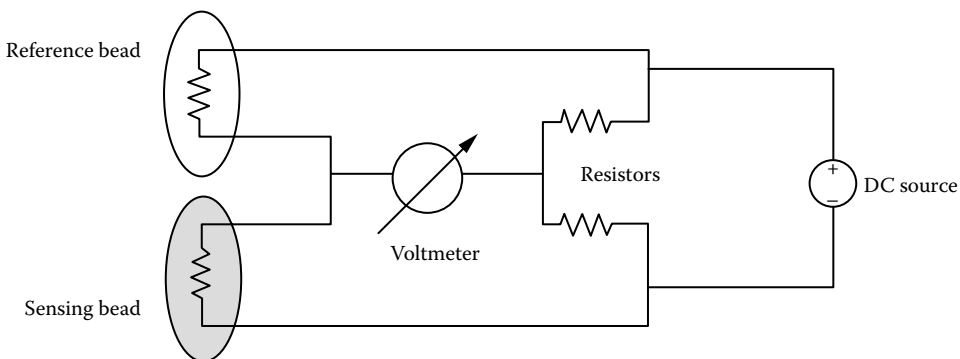 Reference bead
Resistors
+
DC source
–
Voltmeter
Sensing bead